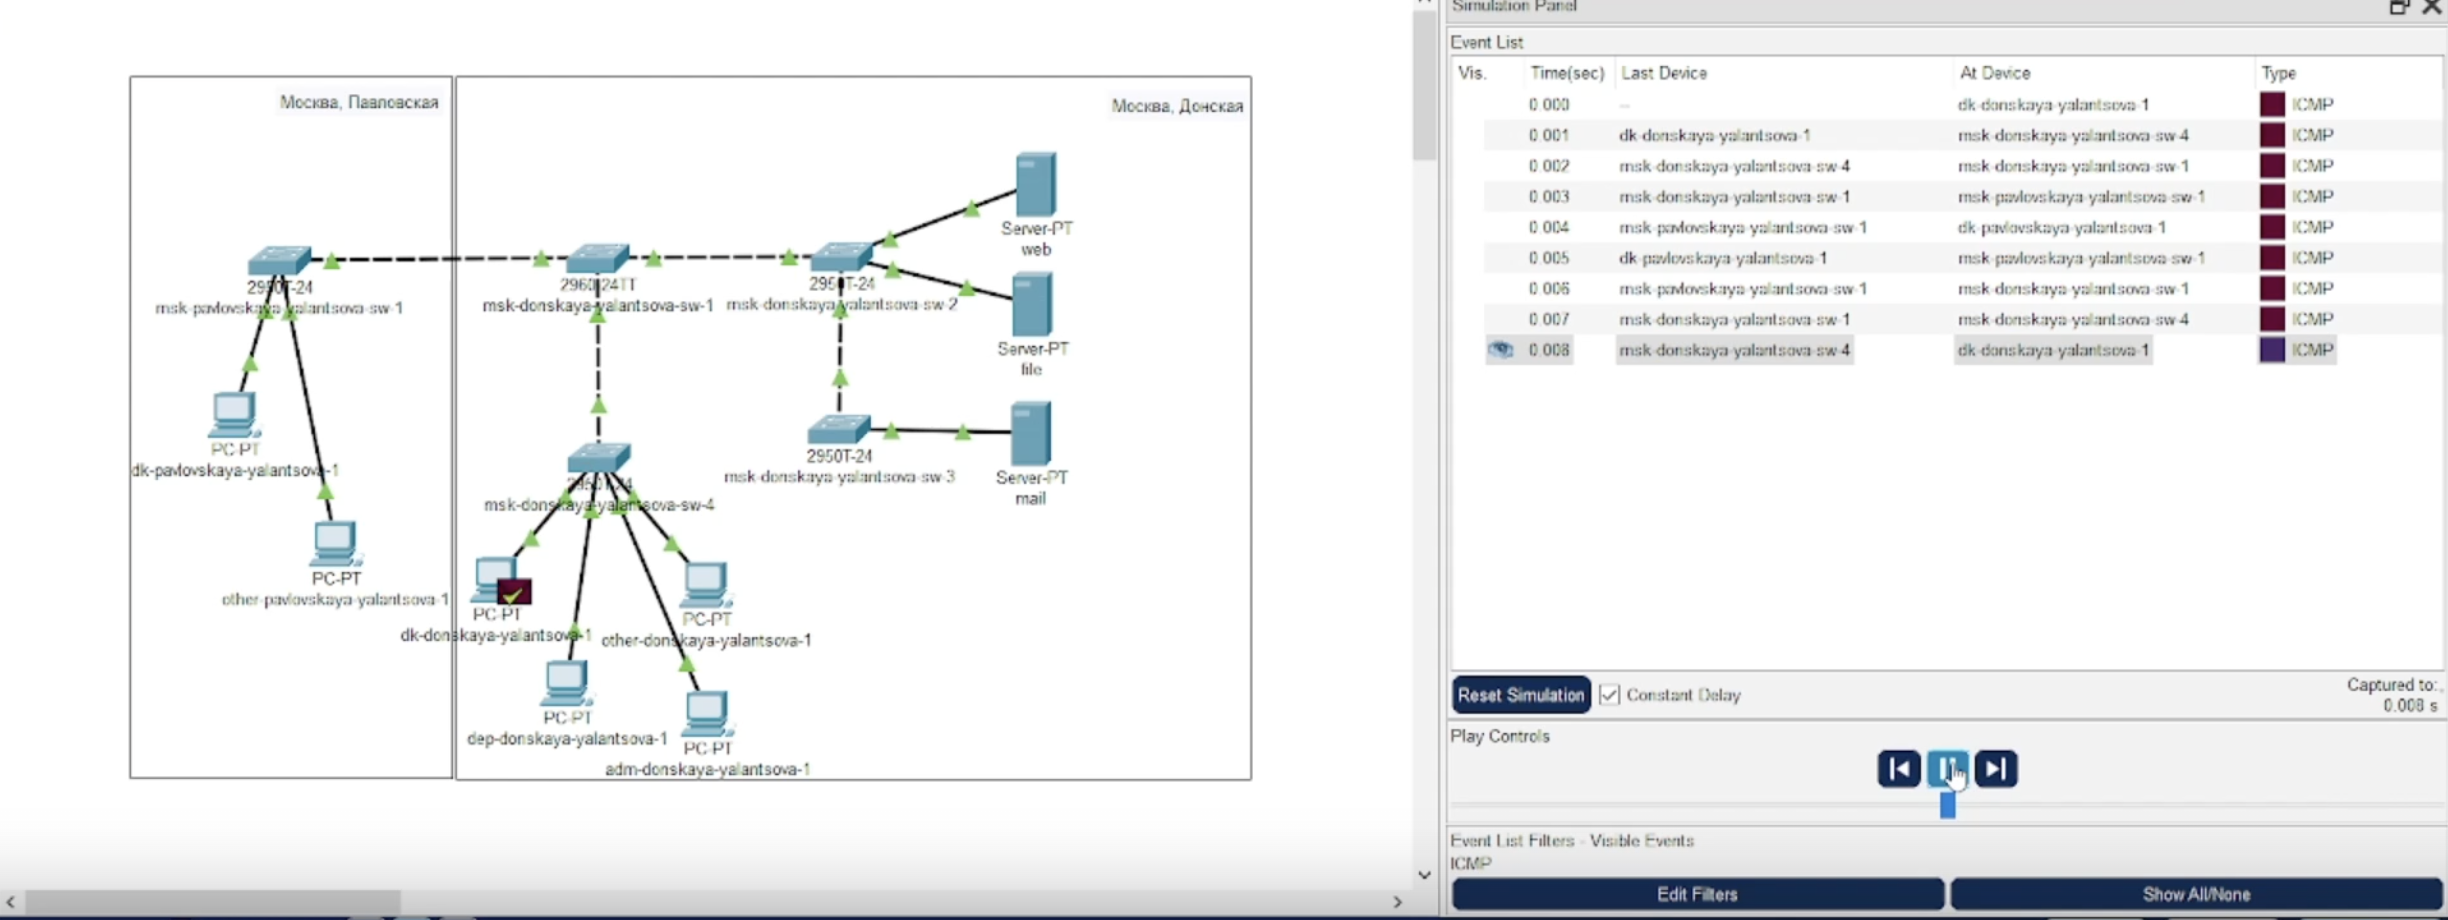 Simulation Panel
Event List
Vis. Time(sec) Last Device At Device Type
0.000 -- dk-donskaya-yalantsova-1 ICMP
0.001 dk-donskaya-yalantsova-1 msk-donskaya-yalantsova-sw-4 ICMP
0.002 msk-donskaya-yalantsova-sw-4 msk-donskaya-yalantsova-sw-1 ICMP
0.003 msk-donskaya-yalantsova-sw-1 msk-pavlovskaya-yalantsova-sw-1 ICMP
0.004 msk-pavlovskaya-yalantsova-sw-1 dk-pavlovskaya-yalantsova-1 ICMP
0.005 dk-pavlovskaya-yalantsova-1 msk-pavlovskaya-yalantsova-sw-1 ICMP
0.006 msk-pavlovskaya-yalantsova-sw-1 msk-donskaya-yalantsova-sw-1 ICMP
0.007 msk-donskaya-yalantsova-sw-1 msk-donskaya-yalantsova-sw-4 ICMP
0.008 msk-donskaya-yalantsova-sw-4 dk-donskaya-yalantsova-1 ICMP
Reset Simulation Constant Delay
Captured to:
0.008 s
Play Controls
Event List Filters - Visible Events
ICMP
Edit Filters Show All/None
Москва, Павловская
Москва, Донская
2950T-24
msk-pavlovskaya-yalantsova-sw-1
PC-PT
dk-pavlovskaya-yalantsova-1
PC-PT
other-pavlovskaya-yalantsova-1
2960-24TT
msk-donskaya-yalantsova-sw-1
2950T-24
msk-donskaya-yalantsova-sw-2
Server-PT
web
Server-PT
file
2950T-24
msk-donskaya-yalantsova-sw-3
Server-PT
mail
2950T-24
msk-donskaya-yalantsova-sw-4
PC-PT
dk-donskaya-yalantsova-1
PC-PT
other-donskaya-yalantsova-1
PC-PT
dep-donskaya-yalantsova-1
PC-PT
adm-donskaya-yalantsova-1